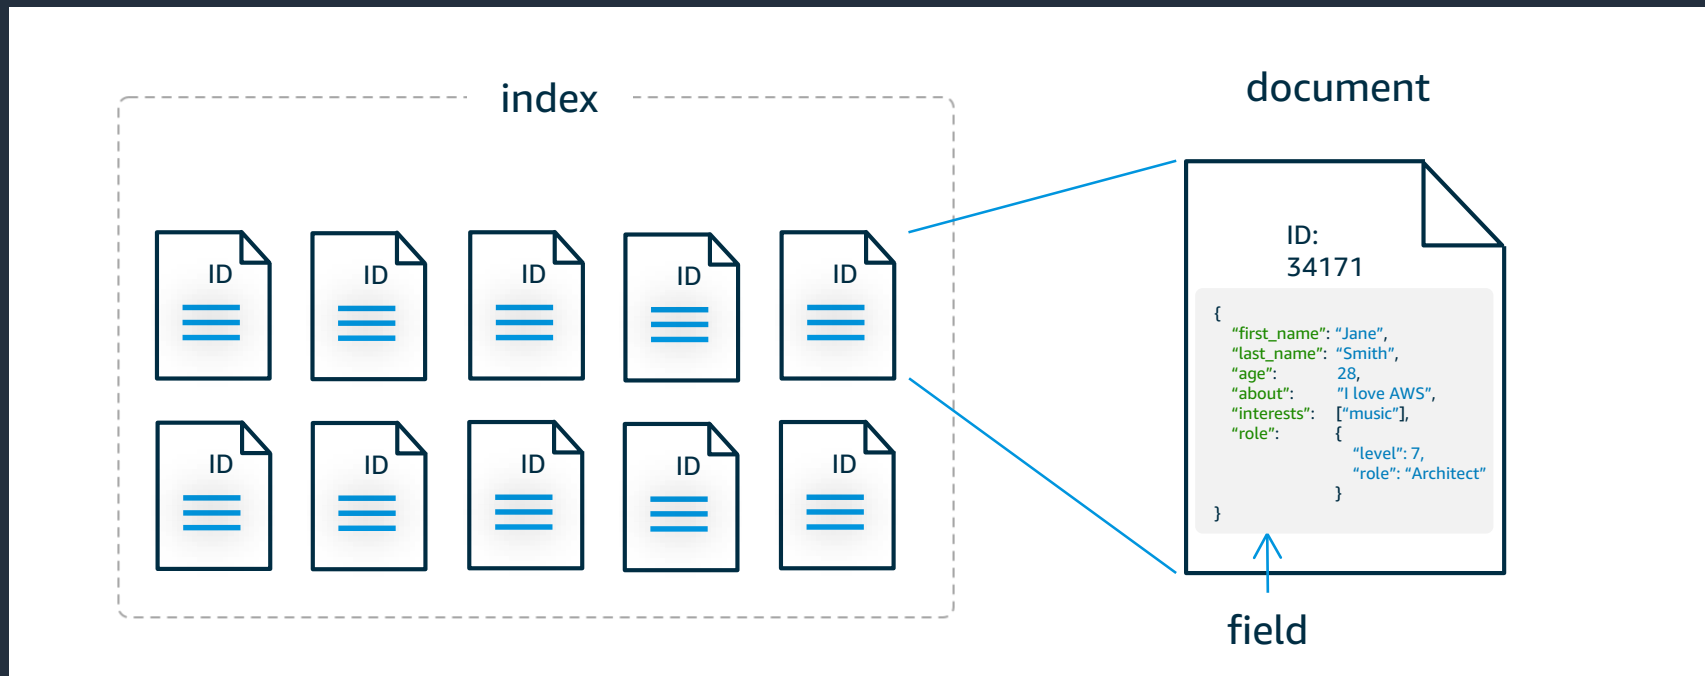 index
document
ID ID ID ID ID
ID ID ID ID ID
ID:
34171
{
“first_name”: “Jane”,
“last_name”: “Smith”,
“age”: 28,
“about”: "I love AWS”,
“interests”: [“music”],
“role”: {
“level”: 7,
“role”: “Architect”
}
}
field